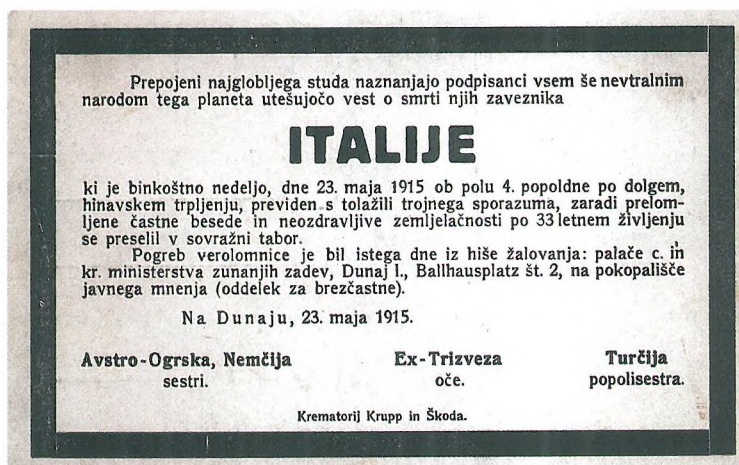 Prepojeni najglobljega studa naznanjajo podpisanci vsem še nevtralnim
narodom tega planeta utešujočo vest o smrti njih zaveznika
ITALIJE
ki je binkoštno nedeljo, dne 23. maja 1915 ob polu 4. popoldne po dolgem,
hinavskem trpljenju, previden s tolažili trojnega sporazuma, zaradi prelom-
ljene častne besede in neozdravljive zemljelačnosti po 33 letnem življenju
se preselil v sovražni tabor.
Pogreb verolomnice je bil istega dne iz hiše žalovanja: palače c. in
kr. ministerstva zunanjih zadev, Dunaj I., Ballhausplatz št. 2, na pokopališče
javnega mnenja (oddelek za brezčastne).
Na Dunaju, 23. maja 1915.
Avstro-Ogrska, Nemčija Ex-Trizveza Turčija
sestri. oče. popolisestra.
Krematorij Krupp in Škoda.